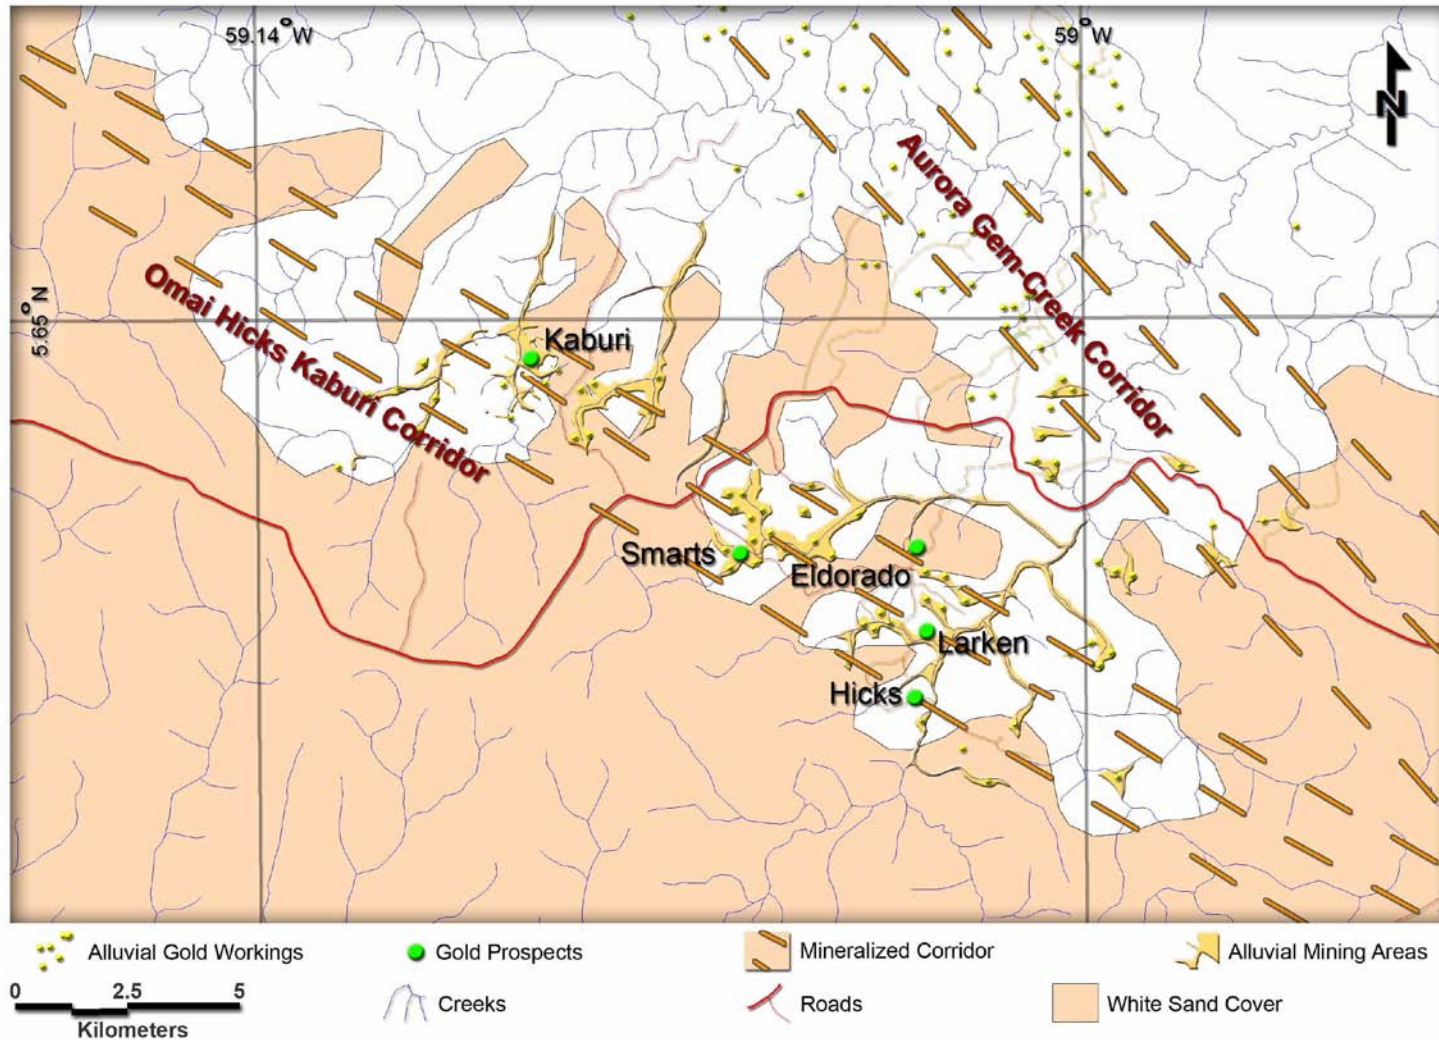 59.14°W
59°W
N
Aurora Gem-Creek Corridor
Omai Hicks Kaburi Corridor
5.65°N
Kaburi
Smarts
Eldorado
Larken
Hicks
Alluvial Gold Workings
Gold Prospects
Mineralized Corridor
Alluvial Mining Areas
0 2.5 5
Kilometers
Creeks
Roads
White Sand Cover